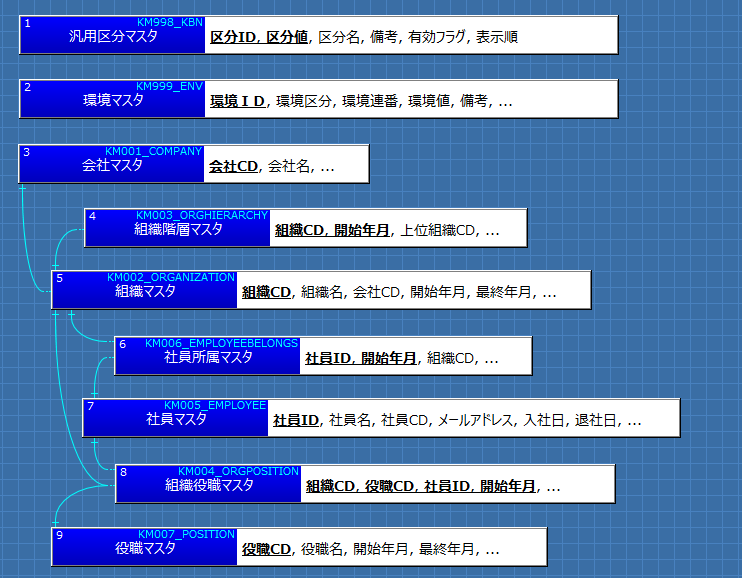 1 KM998_KBN
汎用区分マスタ 区分ID, 区分値, 区分名, 備考, 有効フラグ, 表示順
2 KM999_ENV
環境マスタ 環境ＩＤ, 環境区分, 環境連番, 環境値, 備考, ...
3 KM001_COMPANY
会社マスタ 会社CD, 会社名, ...
4 KM003_ORGHIERARCHY
組織階層マスタ 組織CD, 開始年月, 上位組織CD, ...
5 KM002_ORGANIZATION
組織マスタ 組織CD, 組織名, 会社CD, 開始年月, 最終年月, ...
6 KM006_EMPLOYEEBELONGS
社員所属マスタ 社員ID, 開始年月, 組織CD, ...
7 KM005_EMPLOYEE
社員マスタ 社員ID, 社員名, 社員CD, メールアドレス, 入社日, 退社日, ...
8 KM004_ORGPOSITION
組織役職マスタ 組織CD, 役職CD, 社員ID, 開始年月, ...
9 KM007_POSITION
役職マスタ 役職CD, 役職名, 開始年月, 最終年月, ...